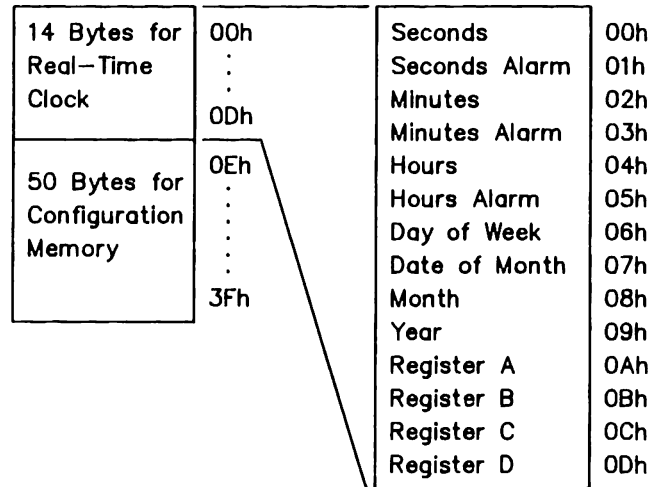 14 Bytes for
Real-Time
Clock
00h
0Dh
50 Bytes for
Configuration
Memory
0Eh
3Fh
Seconds 00h
Seconds Alarm 01h
Minutes 02h
Minutes Alarm 03h
Hours 04h
Hours Alarm 05h
Day of Week 06h
Date of Month 07h
Month 08h
Year 09h
Register A 0Ah
Register B 0Bh
Register C 0Ch
Register D 0Dh